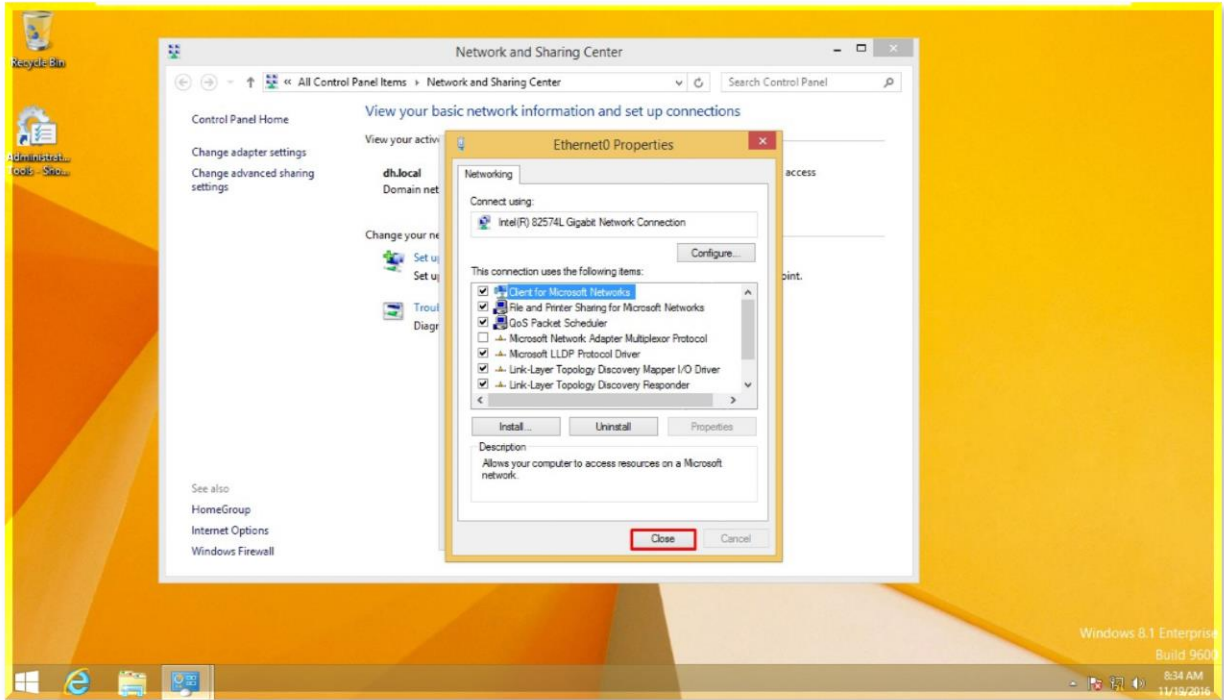 Recycle Bin
Administrat...
Tools - Sho...
Network and Sharing Center
« All Control Panel Items ▸ Network and Sharing Center
Search Control Panel
Control Panel Home
Change adapter settings
Change advanced sharing
settings
See also
HomeGroup
Internet Options
Windows Firewall
View your basic network information and set up connections
View your activ
dh.local
access
Domain net
Change your ne
Set u
Set u
oint.
Troul
Diagr
Ethernet0 Properties
Networking
Connect using:
Intel(R) 82574L Gigabit Network Connection
Configure...
This connection uses the following items:
Client for Microsoft Networks
File and Printer Sharing for Microsoft Networks
QoS Packet Scheduler
Microsoft Network Adapter Multiplexor Protocol
Microsoft LLDP Protocol Driver
Link-Layer Topology Discovery Mapper I/O Driver
Link-Layer Topology Discovery Responder
Install...
Uninstall
Properties
Description
Allows your computer to access resources on a Microsoft
network.
Close
Cancel
Windows 8.1 Enterprise
Build 9600
8:34 AM
11/19/2016